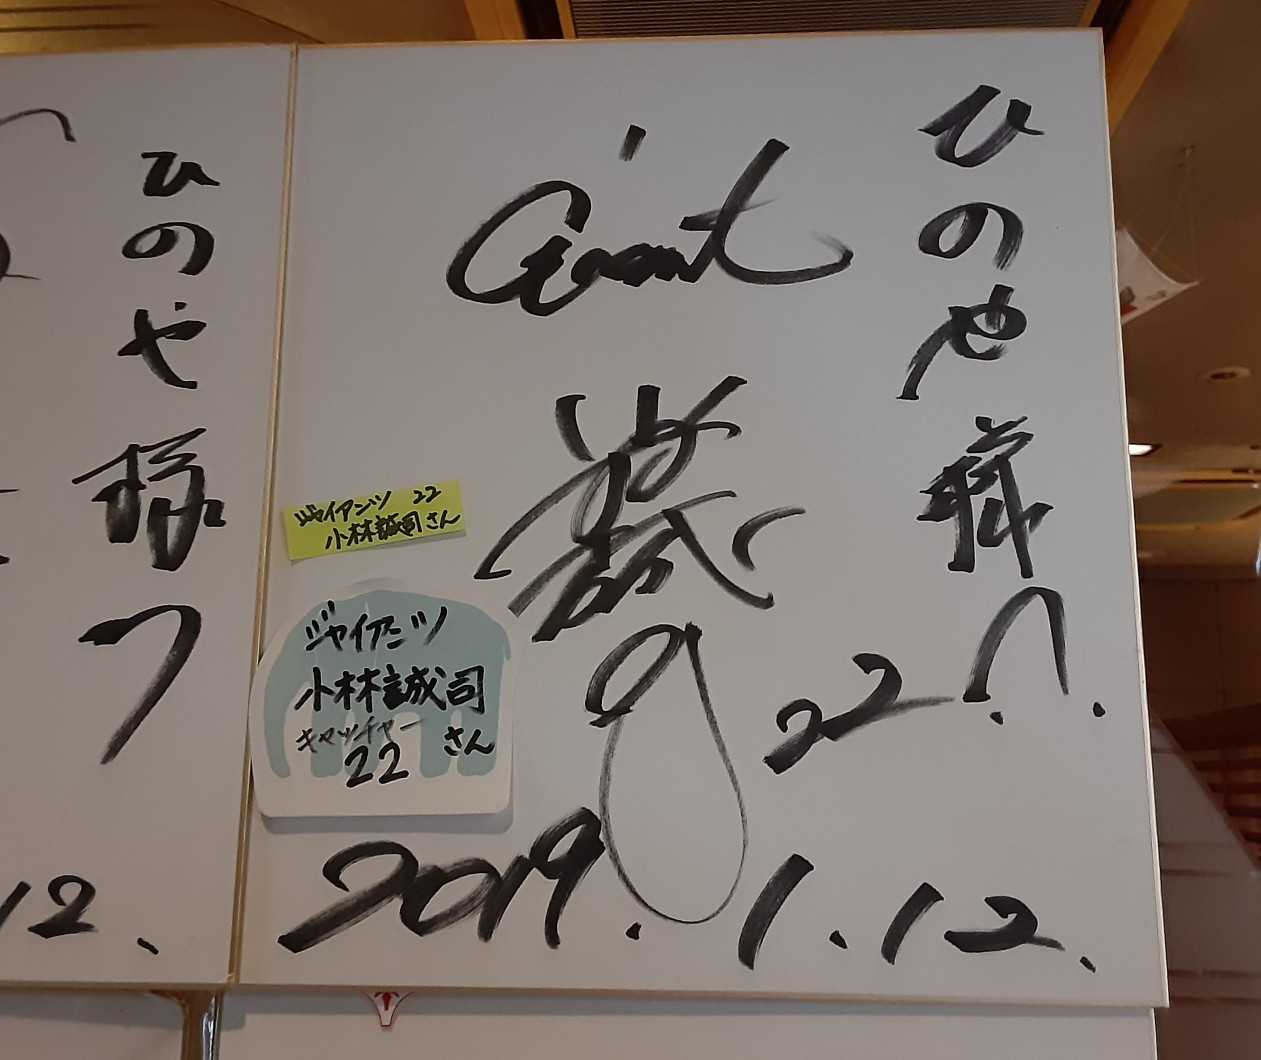 ひのや様へ
Giant
誠
22
2019.1.12、
ジャイアンツ 22
小林誠司さん
ジャイアンツ
小林誠司
キャッチャー
さん
22
ひのや様へ
12、